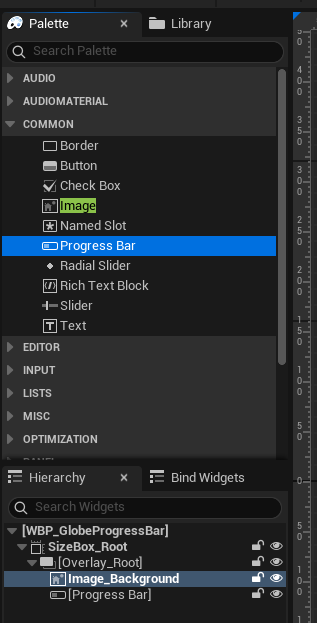 Palette
Library
Search Palette
AUDIO
AUDIOMATERIAL
COMMON
Border
Button
Check Box
Image
Named Slot
Progress Bar
Radial Slider
Rich Text Block
Slider
Text
EDITOR
INPUT
LISTS
MISC
OPTIMIZATION
Hierarchy
Bind Widgets
Search Widgets
[WBP_GlobeProgressBar]
SizeBox_Root
[Overlay_Root]
Image_Background
[Progress Bar]